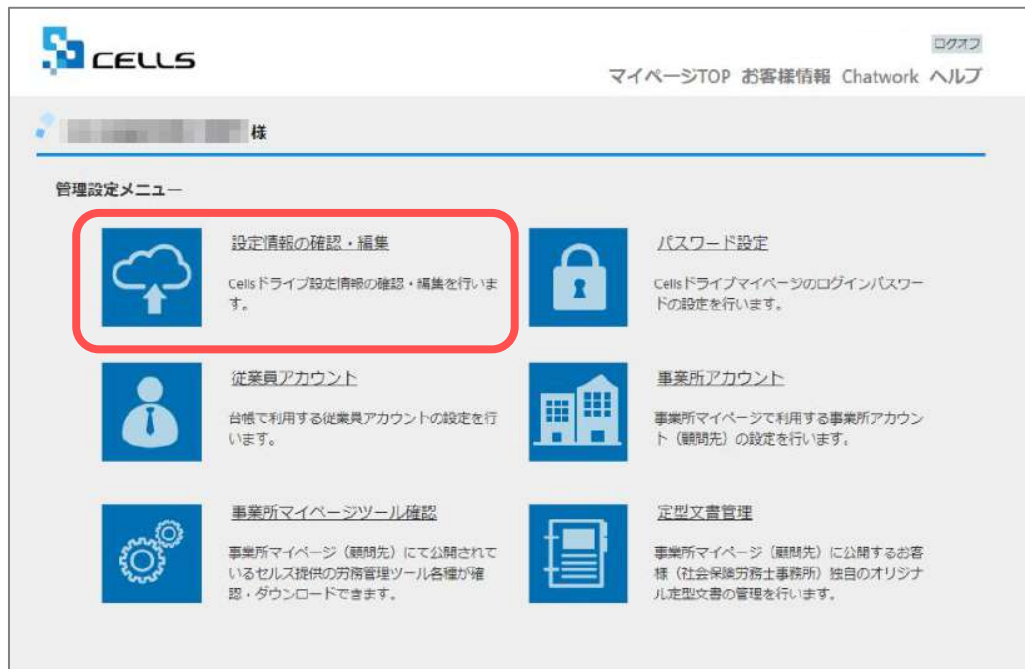 CELLS
ログオフ
マイページTOP お客様情報 Chatwork ヘルプ
様
管理設定メニュー
設定情報の確認・編集
Cellsドライブ設定情報の確認・編集を行いま
す。
パスワード設定
Cellsドライブマイページのログインパスワー
ドの設定を行います。
従業員アカウント
台帳で利用する従業員アカウントの設定を行
います。
事業所アカウント
事業所マイページで利用する事業所アカウン
ト（顧問先）の設定を行います。
事業所マイページツール確認
事業所マイページ（顧問先）にて公開されて
いるセルズ提供の労務管理ツール各種が確
認・ダウンロードできます。
定型文書管理
事業所マイページ（顧問先）に公開するお客
様（社会保険労務士事務所）独自のオリジナ
ル定型文書の管理を行います。